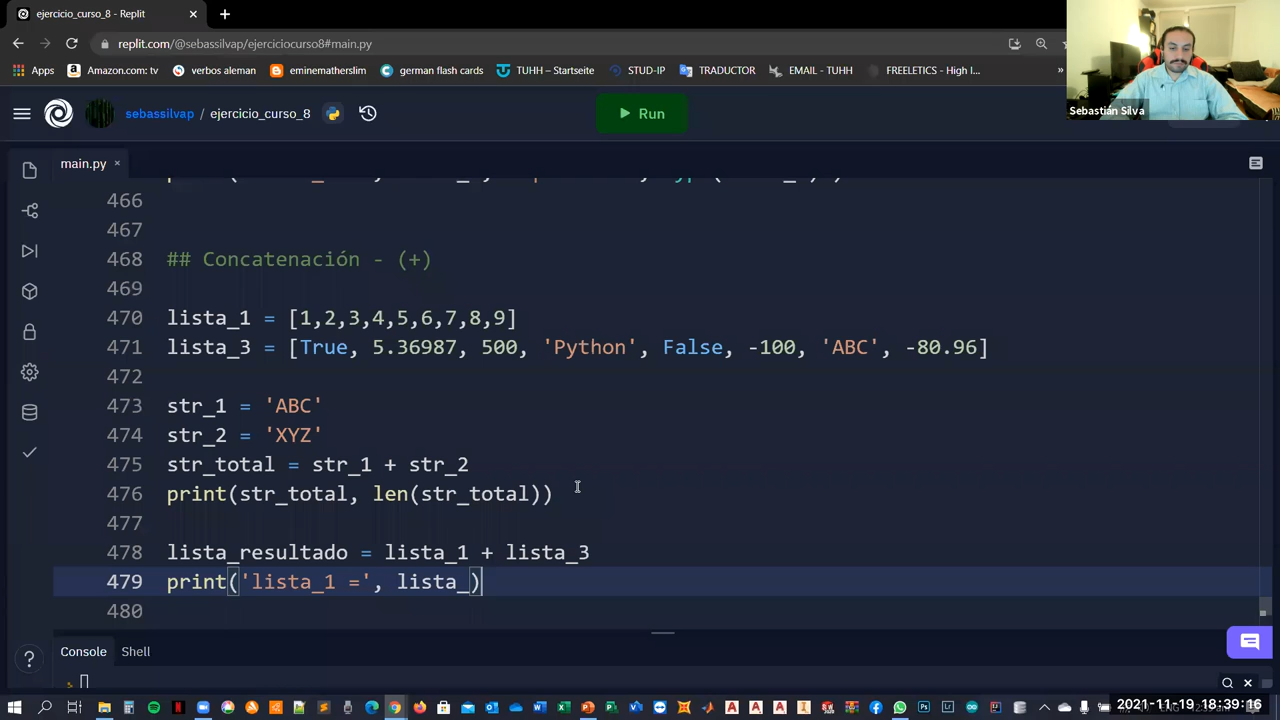 ejercicio_curso_8 - Replit
replit.com/@sebassilvap/ejerciciocurso8#main.py
Apps
Amazon.com: tv
verbos aleman
eminemathslim
german flash
TUHH – Startseite
STUD-IP
TRADUCTOR
EMAIL - TUHH
FREELETICS - High I...
»
Sebastián Silva
sebassilvap / ejercicio_curso_8
Run
main.py
466
467
468 ## Concatenación - (+)
469
470 lista_1 = [1,2,3,4,5,6,7,8,9]
471 lista_3 = [True, 5.36987, 500, 'Python', False, -100, 'ABC', -80.96]
472
473 str_1 = 'ABC'
474 str_2 = 'XYZ'
475 str_total = str_1 + str_2
476 print(str_total, len(str_total))
477
478 lista_resultado = lista_1 + lista_3
479 print('lista_1 =', lista_)
480
Console
Shell
2021-11-19 18:39:16